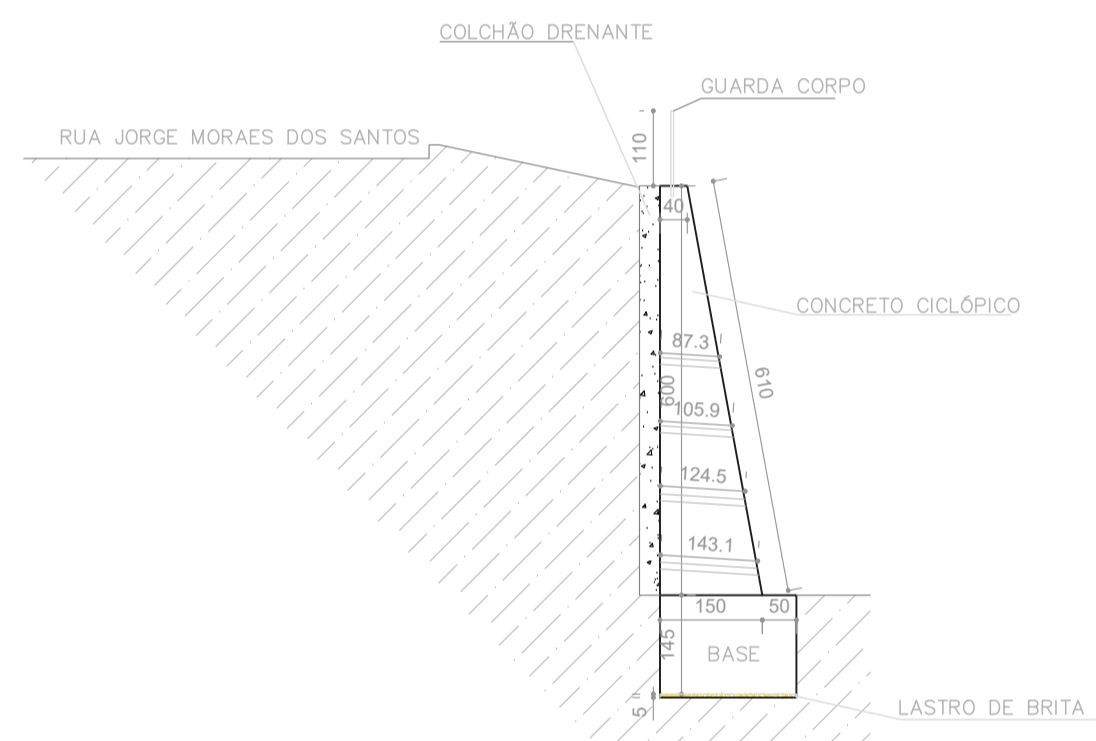 COLCHÃO DRENANTE
GUARDA CORPO
RUA JORGE MORAES DOS SANTOS
110
40
CONCRETO CICLÓPICO
87.3
610
600
105.9
124.5
143.1
150
50
145
BASE
5
LASTRO DE BRITA